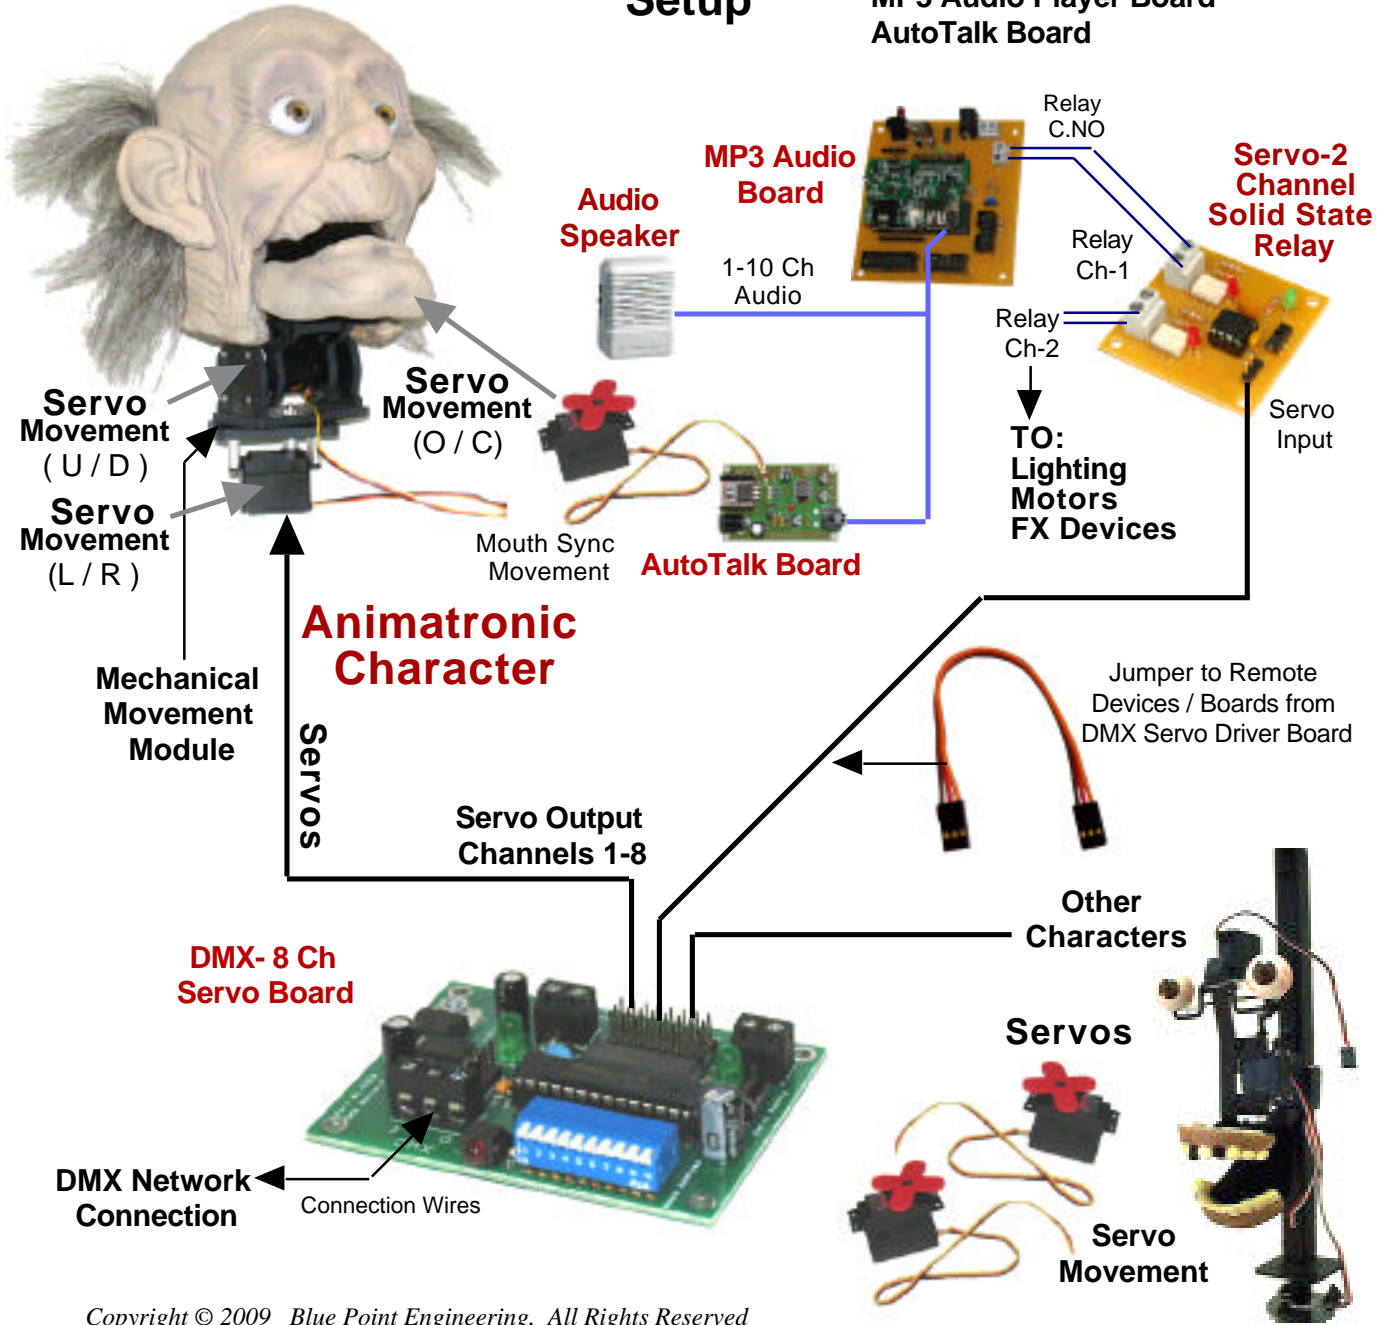 Setup
MP3 Audio Player Board
AutoTalk Board
Relay
C.NO
MP3 Audio
Board
Servo-2
Channel
Solid State
Relay
Audio
Speaker
1-10 Ch
Audio
Relay
Ch-1
Relay
Ch-2
Servo
Input
TO:
Lighting
Motors
FX Devices
Servo
Movement
( U / D )
Servo
Movement
(O / C)
Servo
Movement
(L / R )
Mouth Sync
Movement
AutoTalk Board
Animatronic
Character
Mechanical
Movement
Module
Servos
Jumper to Remote
Devices / Boards from
DMX Servo Driver Board
Servo Output
Channels 1-8
Other
Characters
DMX- 8 Ch
Servo Board
Servos
DMX Network
Connection
Connection Wires
Servo
Movement
Copyright © 2009 Blue Point Engineering, All Rights Reserved